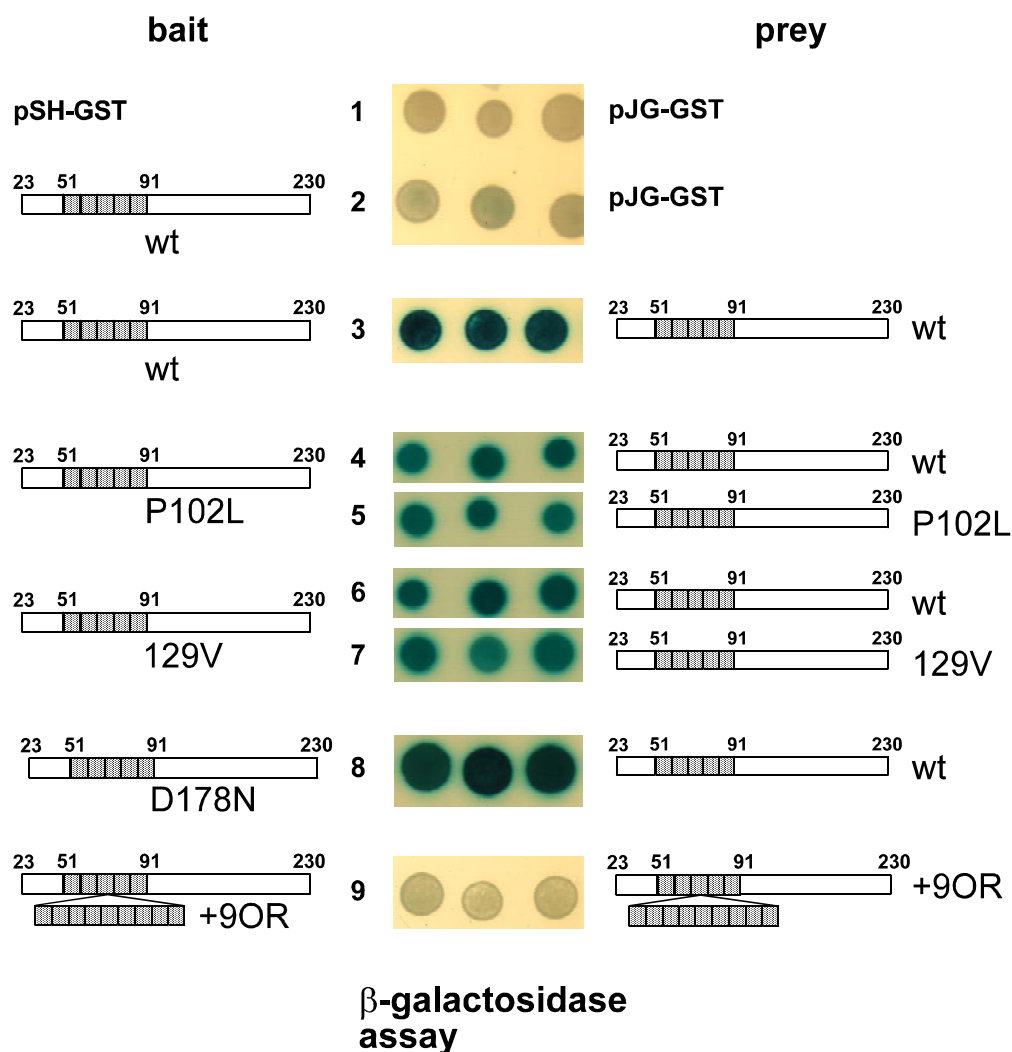 bait prey
pSH-GST 1 pJG-GST
23 51 91 230 2 pJG-GST
wt
23 51 91 230 3 23 51 91 230 wt
wt
23 51 91 230 4 23 51 91 230 wt
P102L 5 23 51 91 230 P102L
23 51 91 230 6 23 51 91 230 wt
129V 7 23 51 91 230 129V
23 51 91 230 8 23 51 91 230 wt
D178N
23 51 91 230 9 23 51 91 230 +9OR
+9OR
β-galactosidase
assay